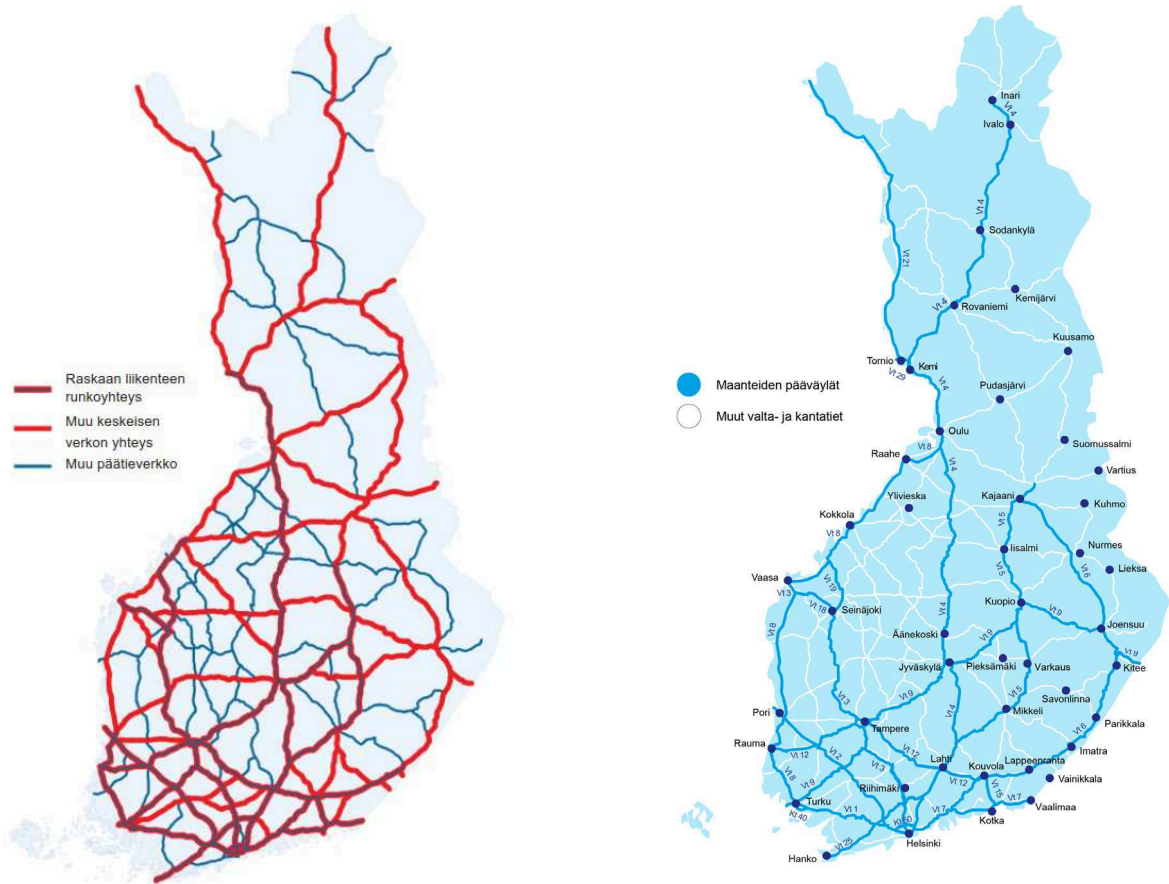 Raskaan liikenteen
runkoyhteys
Muu keskeisen
verkon yhteys
Muu päätieverkko
Inari
Vt 4
Ivalo
Vt 4
Sodankylä
Vt 21
Kemijärvi
Vt 4
Rovaniemi
Kuusamo
Tornio
Kemi
Vt 29
Vt 4
Maanteiden pääväylät
Pudasjärvi
Muut valta- ja kantatiet
Oulu
Suomussalmi
Vt 8
Vt 4
Raahe
Vartius
Ylivieska
Kajaani
Kuhmo
Kokkola
Vt 5
Vt 8
Iisalmi
Nurmes
Vt 5
Vt 6
Lieksa
Vaasa
Vt 3
Vt 19
Kuopio
Vt 18
Seinäjoki
Vt 4
Vt 9
Vt 8
Joensuu
Äänekoski
Vt 9
Vt 9
Jyväskylä
Pieksämäki
Varkaus
Kitee
Vt 3
Vt 9
Vt 5
Savonlinna
Vt 4
Mikkeli
Pori
Parikkala
Tampere
Vt 6
Rauma
Vt 12
Vt 2
Vt 12
Imatra
Vt 3
Lahti
Kouvola
Lappeenranta
Vt 8
Vt 9
Vt 12
Vainikkala
Riihimäki
Vt 15
Turku
Vt 7
Vt 7
Vaalimaa
Kt 40
Vt 1
Kotka
Kt 50
Vt 25
Helsinki
Hanko